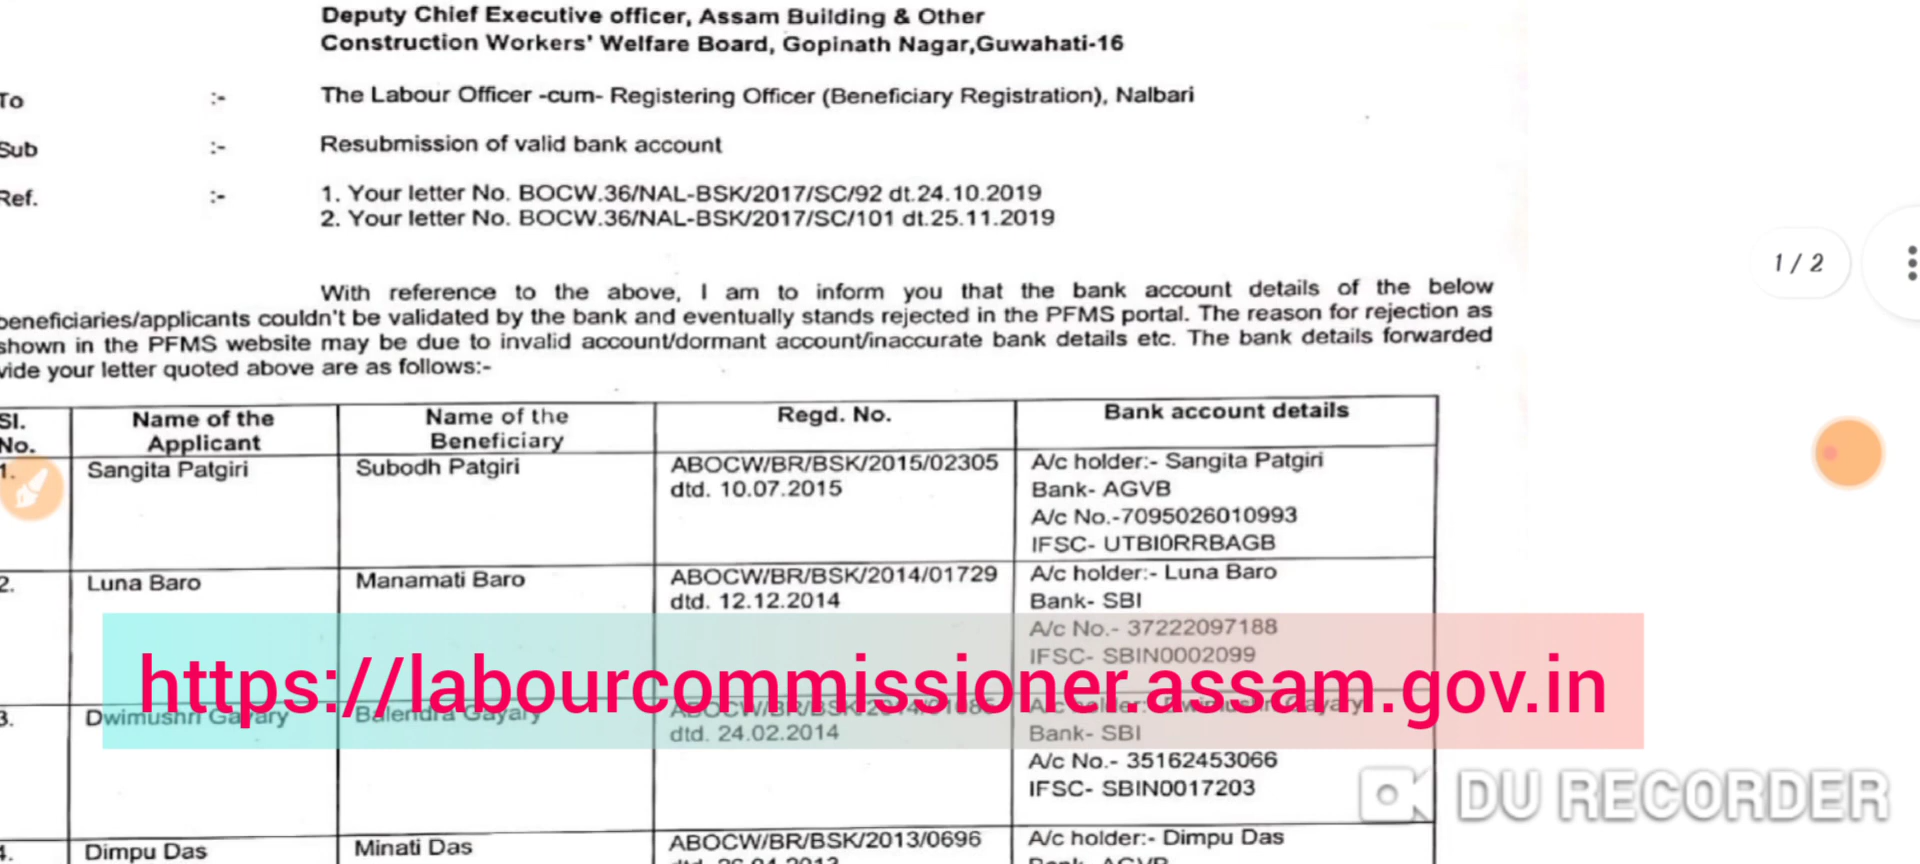 Deputy Chief Executive officer, Assam Building & Other
Construction Workers' Welfare Board, Gopinath Nagar,Guwahati-16
To :- The Labour Officer -cum- Registering Officer (Beneficiary Registration), Nalbari
Sub :- Resubmission of valid bank account
Ref. :- 1. Your letter No. BOCW.36/NAL-BSK/2017/SC/92 dt.24.10.2019
2. Your letter No. BOCW.36/NAL-BSK/2017/SC/101 dt.25.11.2019
1 / 2
With reference to the above, I am to inform you that the bank account details of the below
beneficiaries/applicants couldn't be validated by the bank and eventually stands rejected in the PFMS portal. The reason for rejection as
shown in the PFMS website may be due to invalid account/dormant account/inaccurate bank details etc. The bank details forwarded
vide your letter quoted above are as follows:-
Sl. No.
Name of the Applicant
Name of the Beneficiary
Regd. No.
Bank account details
1.
Sangita Patgiri
Subodh Patgiri
ABOCW/BR/BSK/2015/02305
dtd. 10.07.2015
A/c holder:- Sangita Patgiri
Bank- AGVB
A/c No.-7095026010993
IFSC- UTBI0RRBAGB
2.
Luna Baro
Manamati Baro
ABOCW/BR/BSK/2014/01729
dtd. 12.12.2014
A/c holder:- Luna Baro
Bank- SBI
A/c No.- 37222097188
IFSC- SBIN0002099
https://labourcommissioner.assam.gov.in
3.
Dwimushri Gayary
Balendra Gayary
dtd. 24.02.2014
A/c holder:- Dwimushri Gayary
Bank- SBI
A/c No.- 35162453066
IFSC- SBIN0017203
DU RECORDER
4.
Dimpu Das
Minati Das
ABOCW/BR/BSK/2013/0696
A/c holder:- Dimpu Das